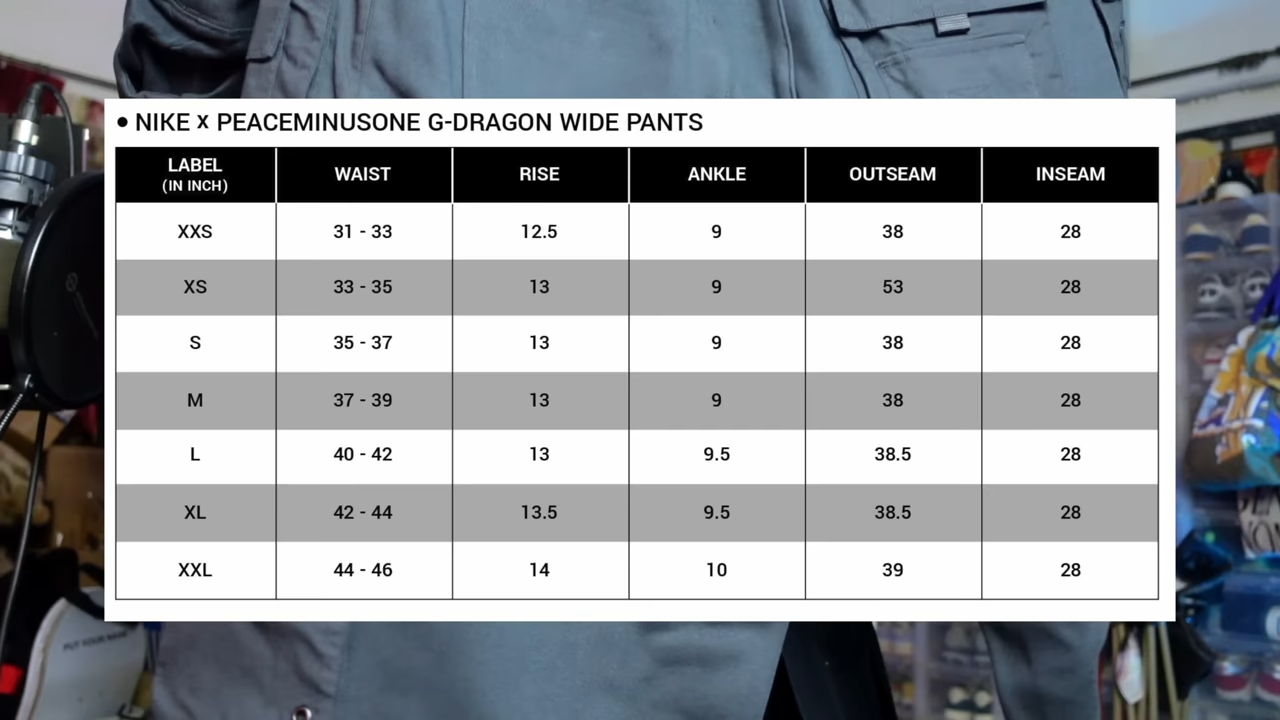 • NIKE x PEACEMINUSONE G-DRAGON WIDE PANTS
LABEL (IN INCH) WAIST RISE ANKLE OUTSEAM INSEAM
XXS 31 - 33 12.5 9 38 28
XS 33 - 35 13 9 53 28
S 35 - 37 13 9 38 28
M 37 - 39 13 9 38 28
L 40 - 42 13 9.5 38.5 28
XL 42 - 44 13.5 9.5 38.5 28
XXL 44 - 46 14 10 39 28
PUT YOUR NAME